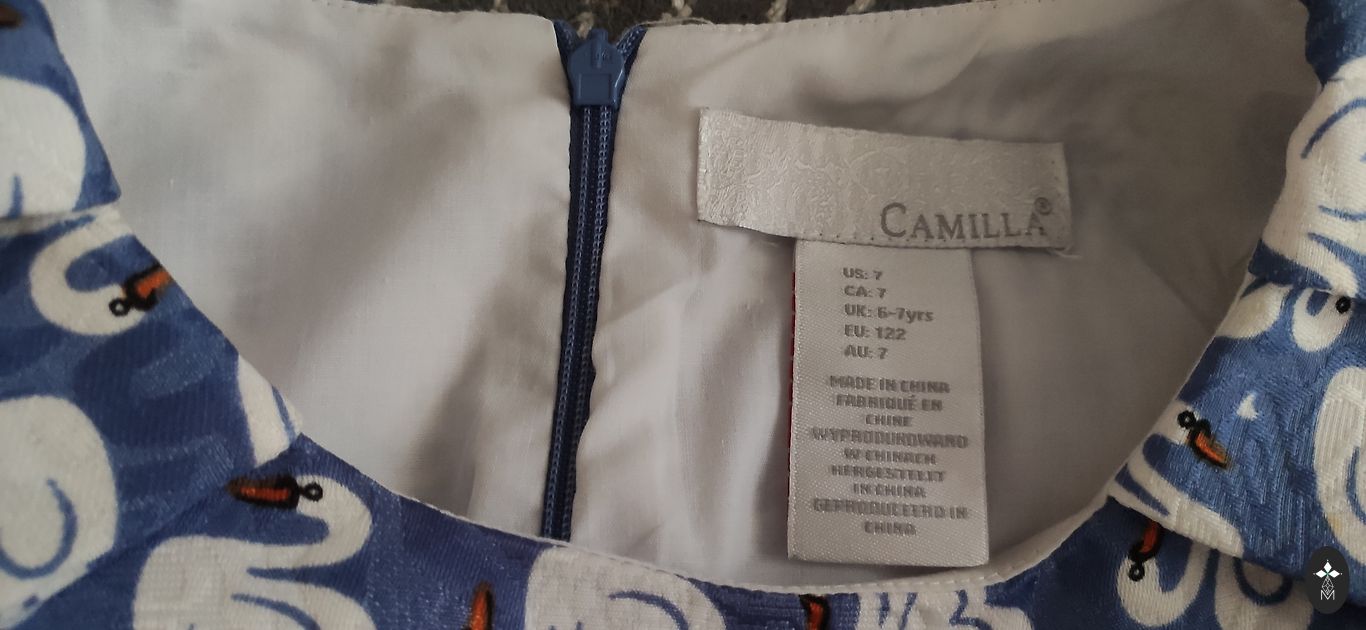 CAMILLA®
US: 7
CA: 7
UK: 6-7yrs
EU: 122
AU: 7
MADE IN CHINA
FABRIQUÉ EN
CHINE
WYPRODUKOWANO
W CHINACH
HERGESTELLT
IN CHINA
GEPRODUCEERD IN
CHINA
M